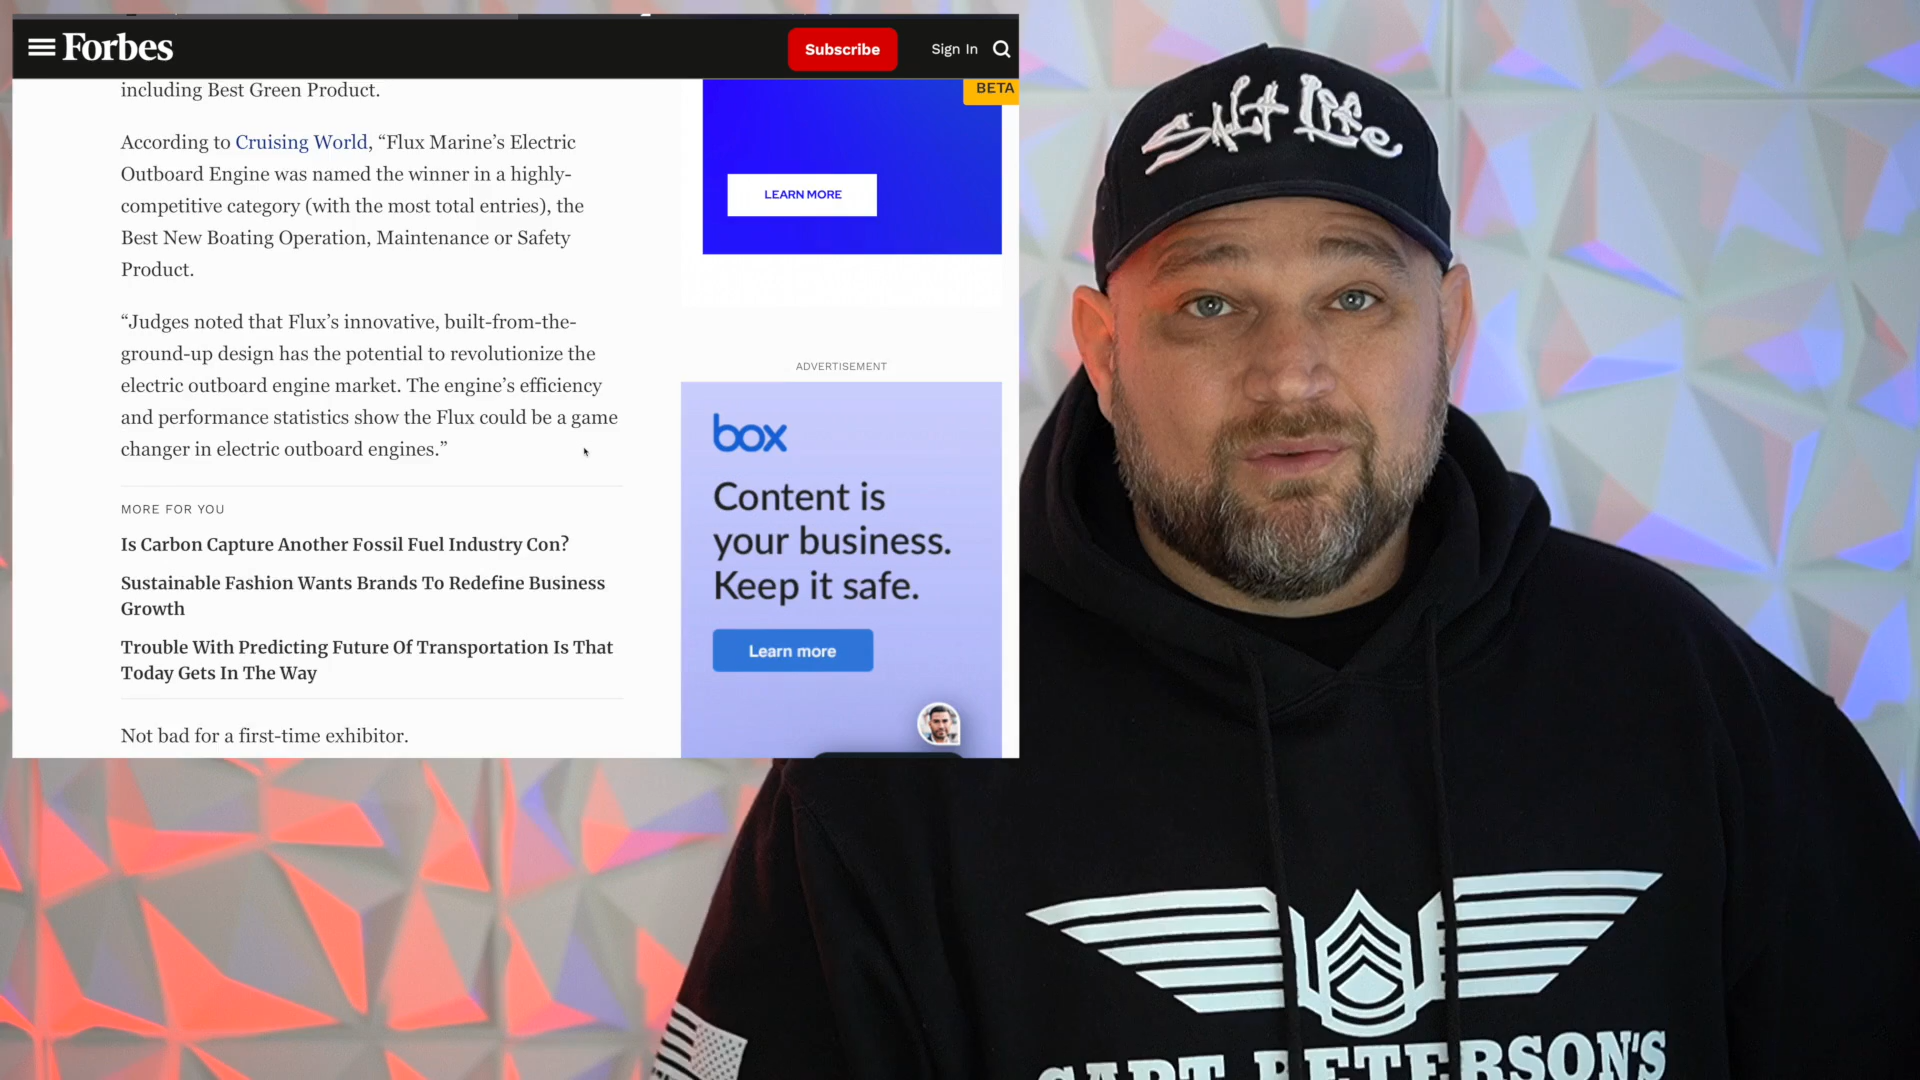 Forbes
Subscribe
Sign In
including Best Green Product.
BETA
According to Cruising World, “Flux Marine’s Electric
Outboard Engine was named the winner in a highly-
competitive category (with the most total entries), the
Best New Boating Operation, Maintenance or Safety
Product.
“Judges noted that Flux’s innovative, built-from-the-
ground-up design has the potential to revolutionize the
electric outboard engine market. The engine’s efficiency
and performance statistics show the Flux could be a game
changer in electric outboard engines.”
MORE FOR YOU
Is Carbon Capture Another Fossil Fuel Industry Con?
Sustainable Fashion Wants Brands To Redefine Business
Growth
Trouble With Predicting Future Of Transportation Is That
Today Gets In The Way
Not bad for a first-time exhibitor.
LEARN MORE
ADVERTISEMENT
box
Content is
your business.
Keep it safe.
Learn more
SALT LIFE
PETERSON'S